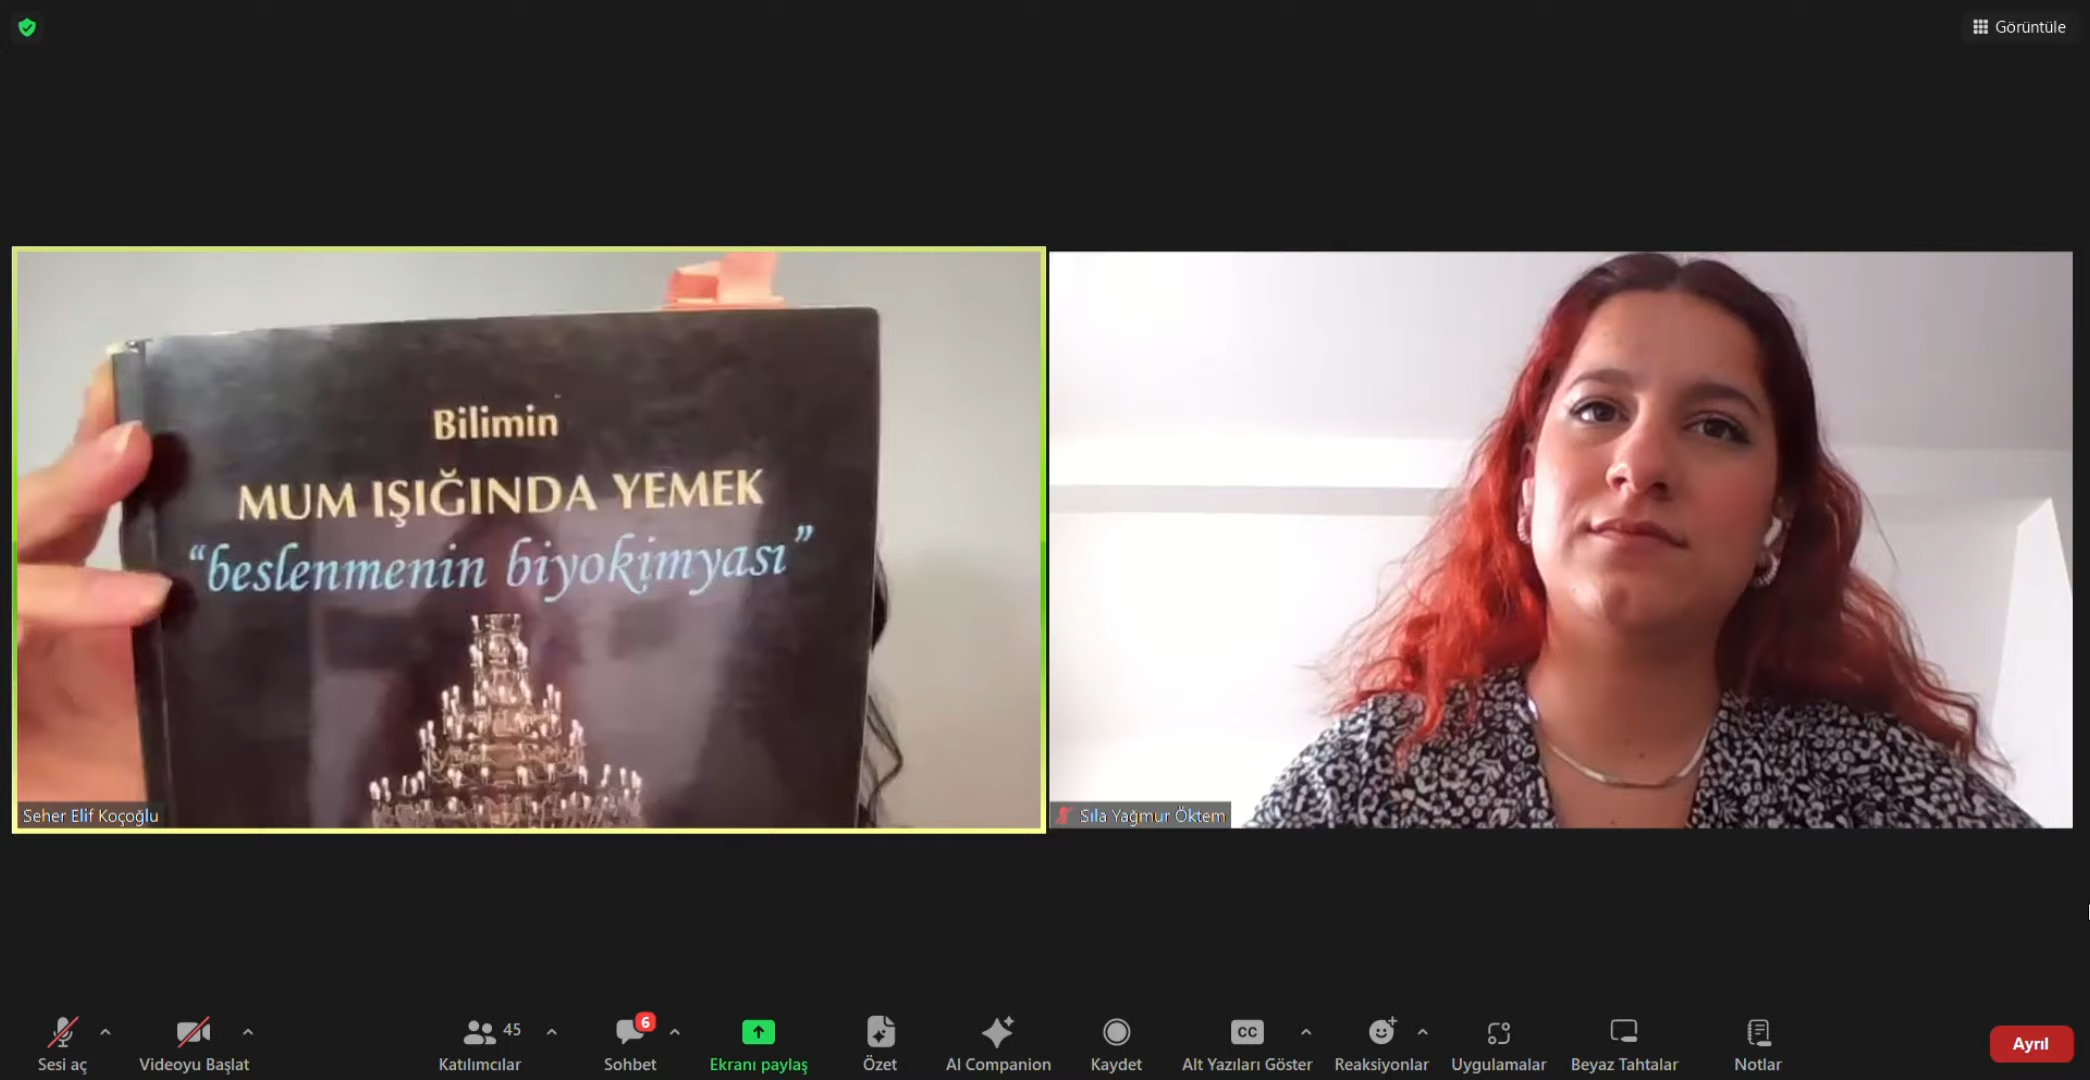 Görüntüle
Bilimin
MUM IŞIĞINDA YEMEK
“beslenmenin biyokimyası”
Seher Elif Koçoğlu
Sıla Yağmur Öktem
45
6
CC
Sesi aç
Videoyu Başlat
Katılımcılar
Sohbet
Ekranı paylaş
Özet
AI Companion
Kaydet
Alt Yazıları Göster
Reaksiyonlar
Uygulamalar
Beyaz Tahtalar
Notlar
Ayrıl